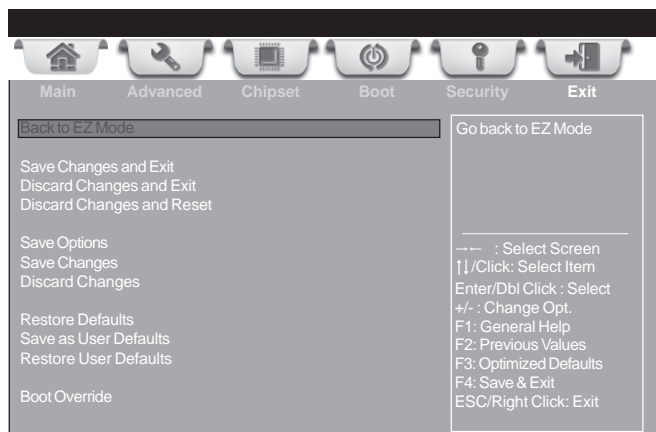 Main Advanced Chipset Boot Security Exit
Back to EZ Mode
Save Changes and Exit
Discard Changes and Exit
Discard Changes and Reset
Save Options
Save Changes
Discard Changes
Restore Defaults
Save as User Defaults
Restore User Defaults
Boot Override
Go back to EZ Mode
→← : Select Screen
↑↓/Click: Select Item
Enter/Dbl Click : Select
+/- : Change Opt.
F1: General Help
F2: Previous Values
F3: Optimized Defaults
F4: Save & Exit
ESC/Right Click: Exit